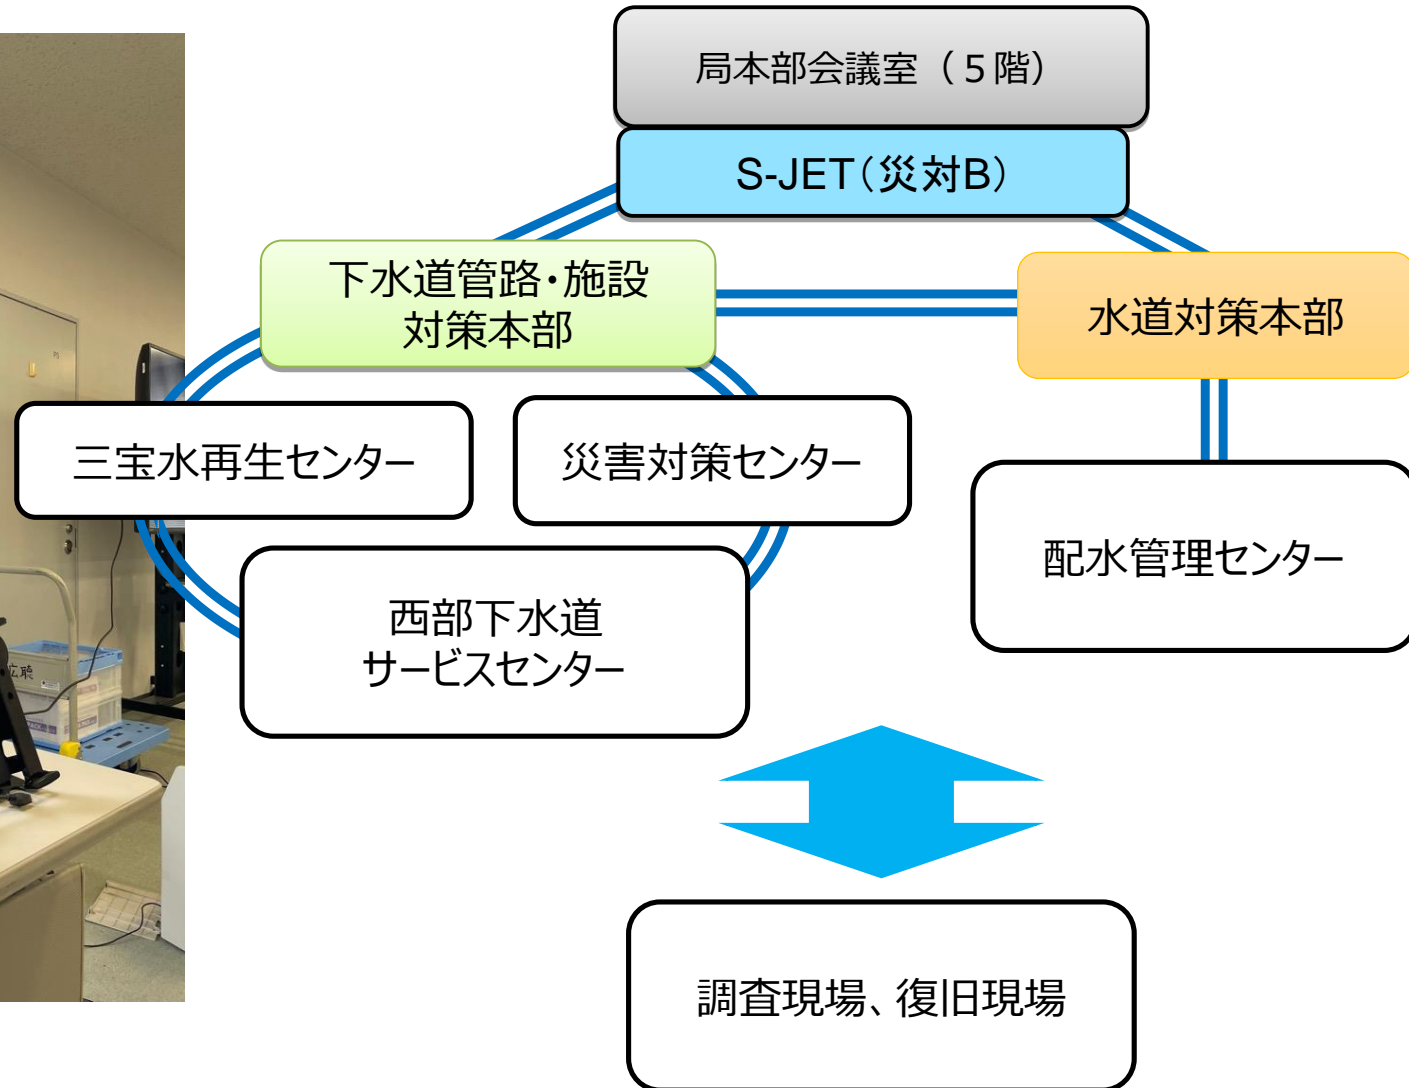 局本部会議室（５階）
S-JET（災対B）
下水道管路・施設
対策本部
水道対策本部
三宝水再生センター
災害対策センター
配水管理センター
西部下水道
サービスセンター
広聴
調査現場、復旧現場